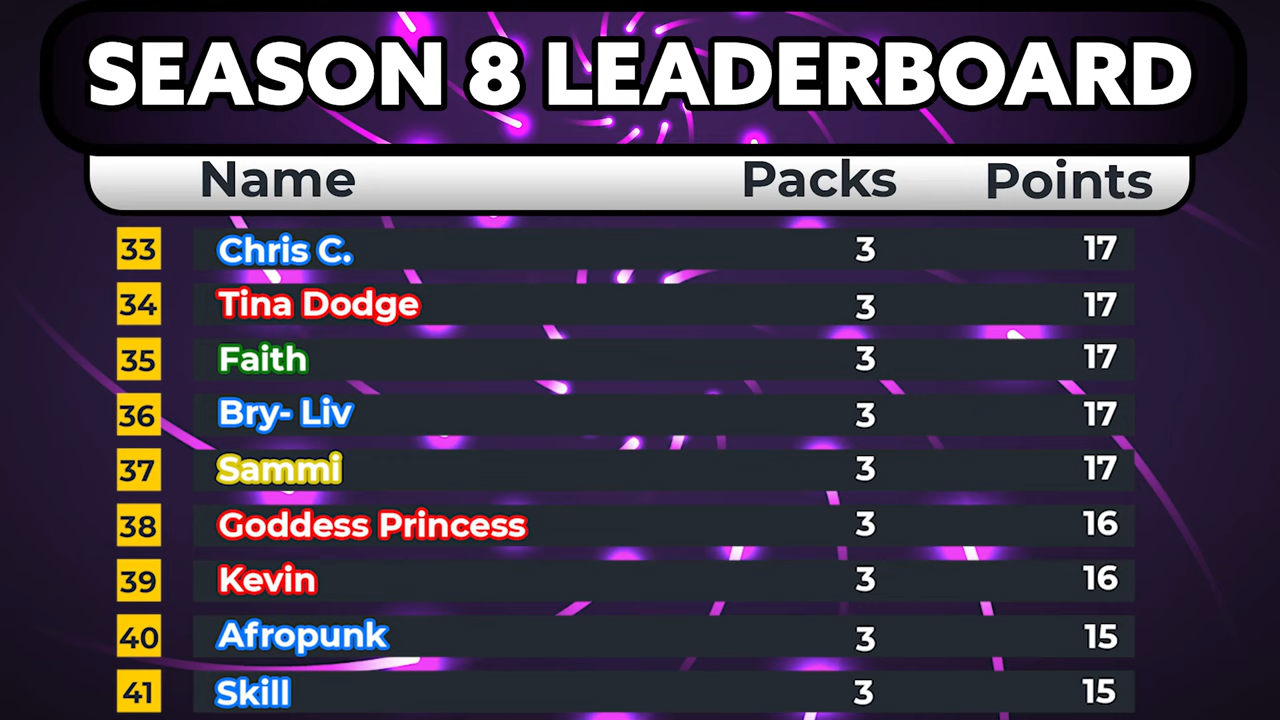 SEASON 8 LEADERBOARD
Name Packs Points
33 Chris C. 3 17
34 Tina Dodge 3 17
35 Faith 3 17
36 Bry- Liv 3 17
37 Sammi 3 17
38 Goddess Princess 3 16
39 Kevin 3 16
40 Afropunk 3 15
41 Skill 3 15